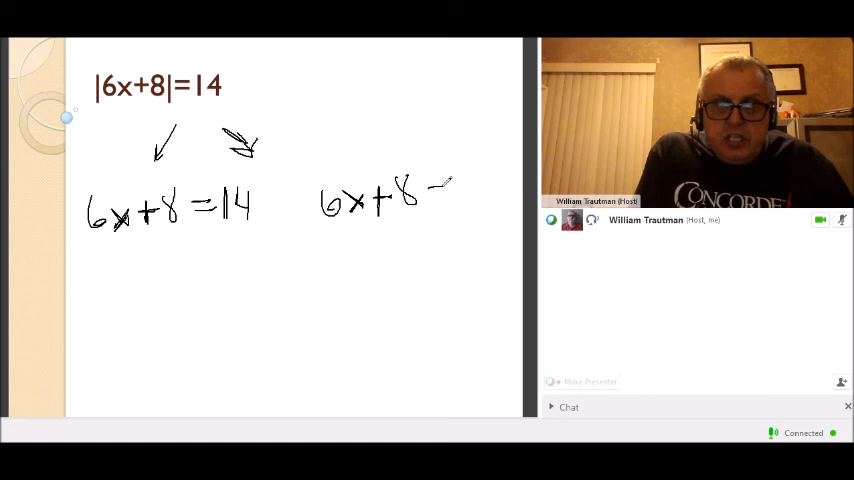 |6x+8|=14
6x+8=14 6x+8 -
CONCORDE
William Trautman (Host)
William Trautman (Host, me)
Make Presenter
Chat
Connected